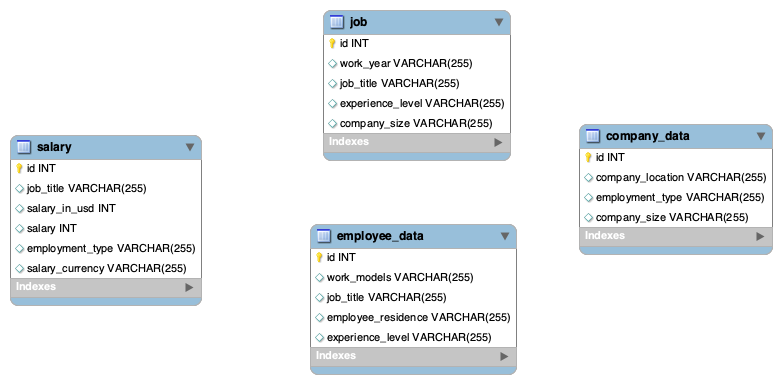 job
id INT
work_year VARCHAR(255)
job_title VARCHAR(255)
experience_level VARCHAR(255)
company_size VARCHAR(255)
Indexes
salary
id INT
job_title VARCHAR(255)
salary_in_usd INT
salary INT
employment_type VARCHAR(255)
salary_currency VARCHAR(255)
Indexes
company_data
id INT
company_location VARCHAR(255)
employment_type VARCHAR(255)
company_size VARCHAR(255)
Indexes
employee_data
id INT
work_models VARCHAR(255)
job_title VARCHAR(255)
employee_residence VARCHAR(255)
experience_level VARCHAR(255)
Indexes